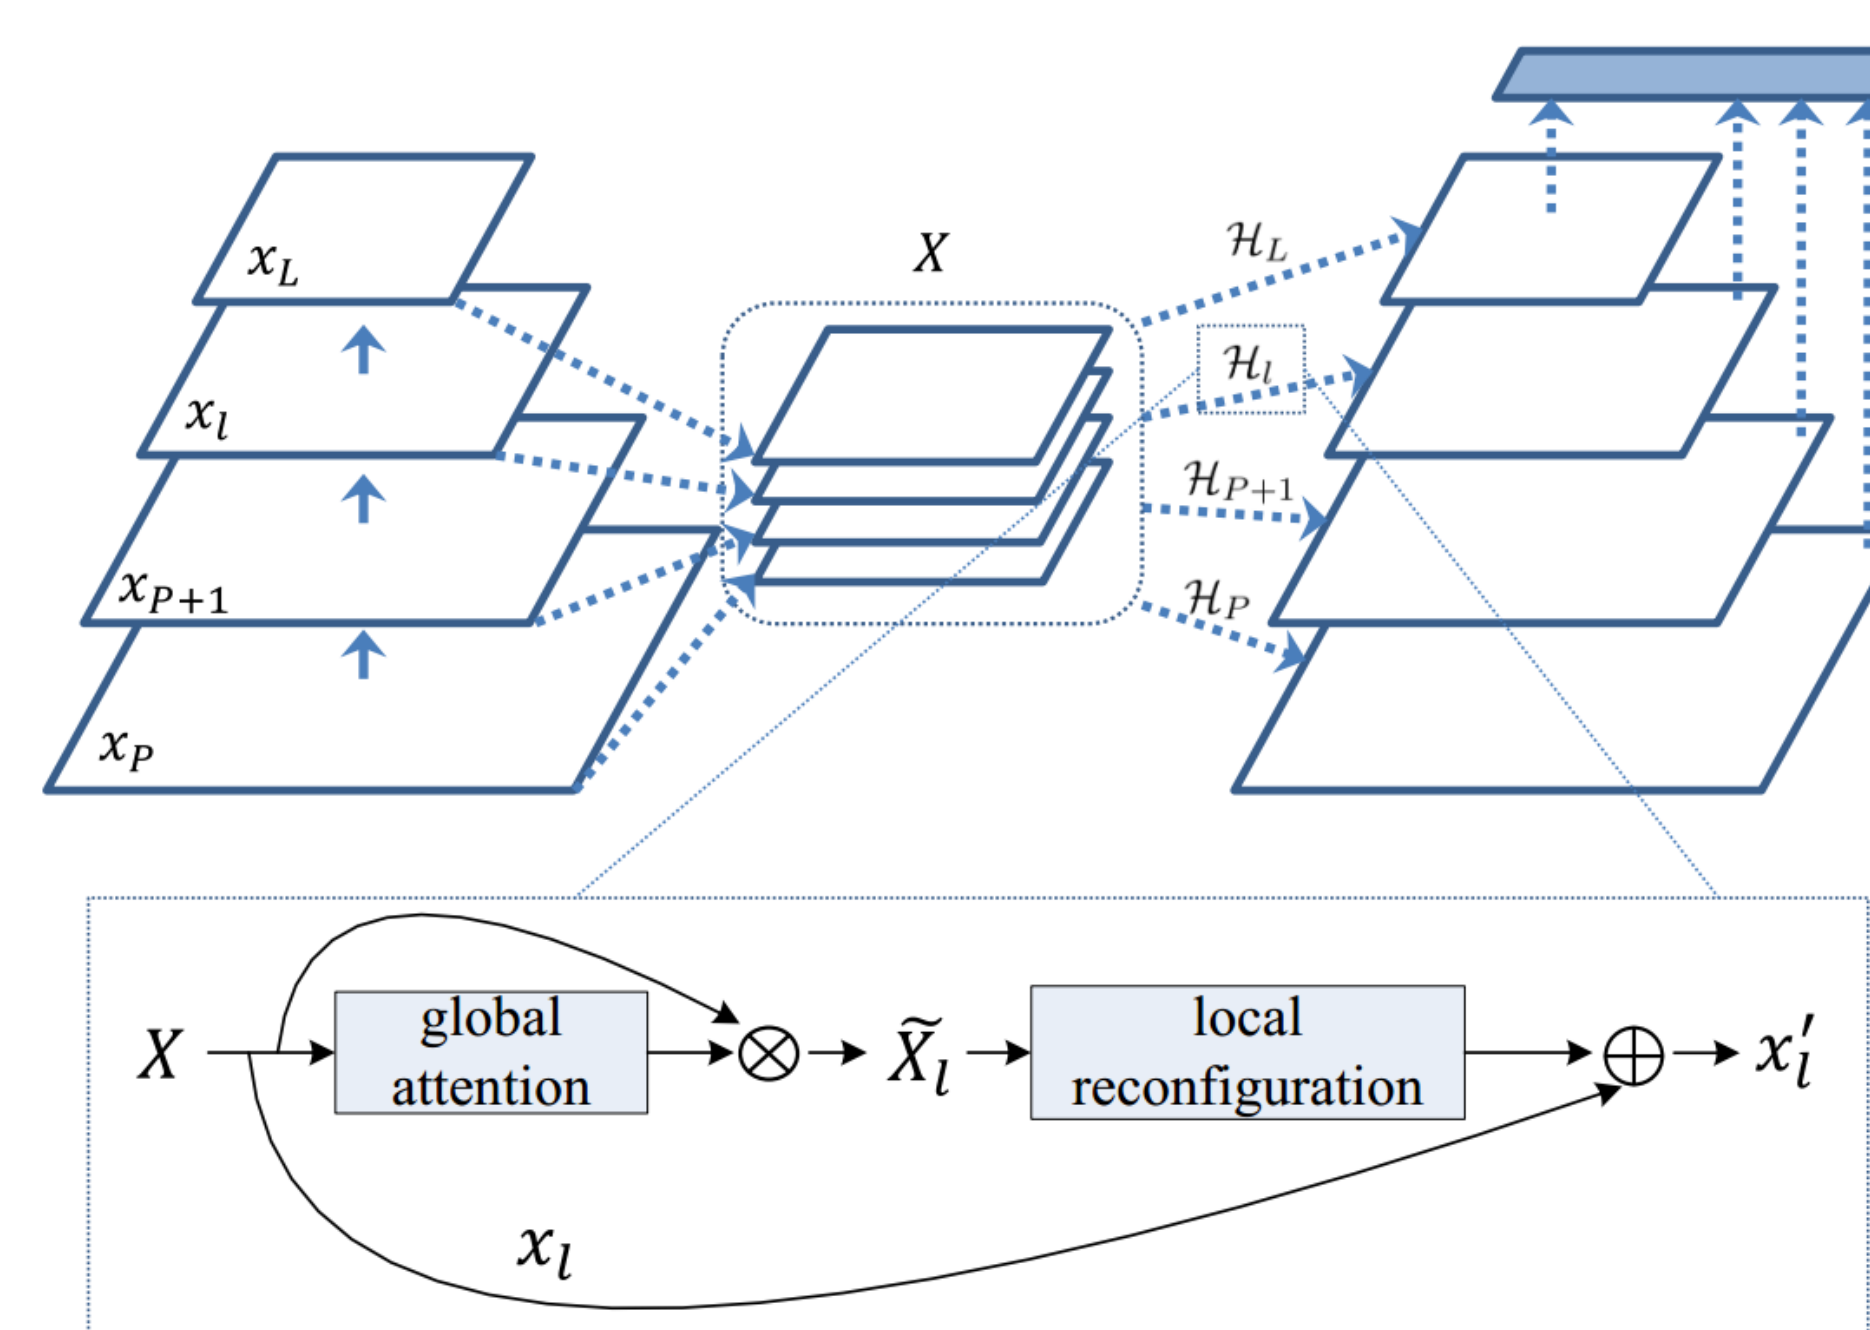 x_L
x_l
x_{P+1}
x_P
X
ℋ_L
ℋ_l
ℋ_{P+1}
ℋ_P
X
global
attention
⊗
X̃_l
local
reconfiguration
⊕
x'_l
x_l